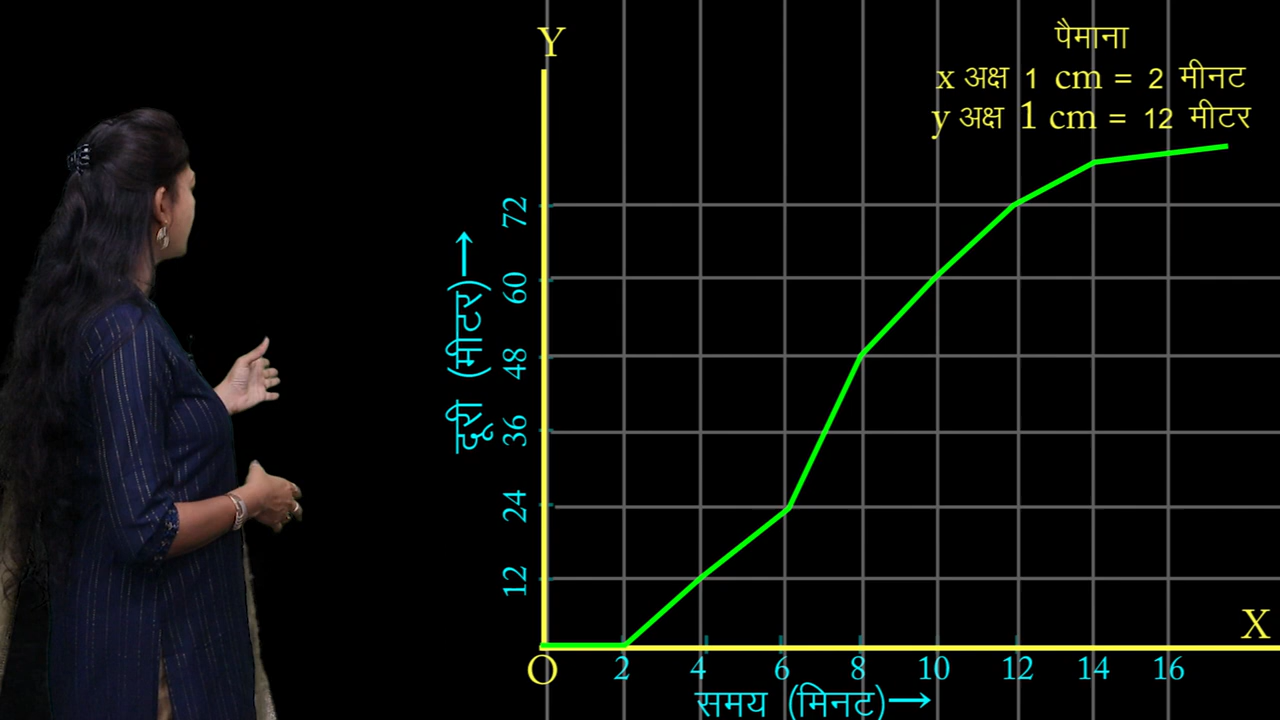 पैमाना
x अक्ष 1 cm = 2 मीनट
y अक्ष 1 cm = 12 मीटर
Y
72
60
48
36
24
12
दूरी (मीटर)→
X
O 2 4 6 8 10 12 14 16
समय (मिनट)→